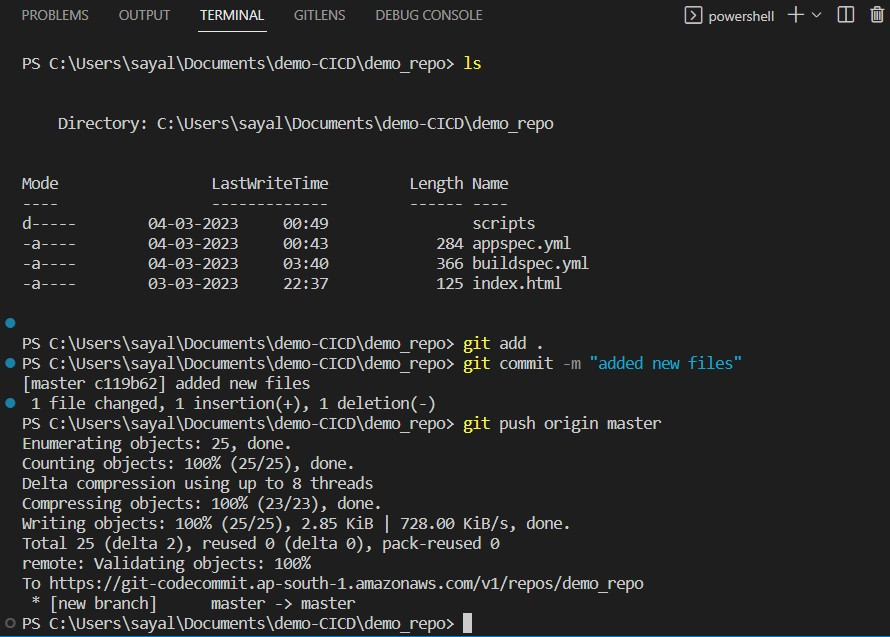 PROBLEMS OUTPUT TERMINAL GITLENS DEBUG CONSOLE powershell
PS C:\Users\sayal\Documents\demo-CICD\demo_repo> ls
Directory: C:\Users\sayal\Documents\demo-CICD\demo_repo
Mode LastWriteTime Length Name
---- ------------- ------ ----
d----- 04-03-2023 00:49 scripts
-a---- 04-03-2023 00:43 284 appspec.yml
-a---- 04-03-2023 03:40 366 buildspec.yml
-a---- 03-03-2023 22:37 125 index.html
PS C:\Users\sayal\Documents\demo-CICD\demo_repo> git add .
PS C:\Users\sayal\Documents\demo-CICD\demo_repo> git commit -m "added new files"
[master c119b62] added new files
1 file changed, 1 insertion(+), 1 deletion(-)
PS C:\Users\sayal\Documents\demo-CICD\demo_repo> git push origin master
Enumerating objects: 25, done.
Counting objects: 100% (25/25), done.
Delta compression using up to 8 threads
Compressing objects: 100% (23/23), done.
Writing objects: 100% (25/25), 2.85 KiB | 728.00 KiB/s, done.
Total 25 (delta 2), reused 0 (delta 0), pack-reused 0
remote: Validating objects: 100%
To https://git-codecommit.ap-south-1.amazonaws.com/v1/repos/demo_repo
* [new branch] master -> master
PS C:\Users\sayal\Documents\demo-CICD\demo_repo>